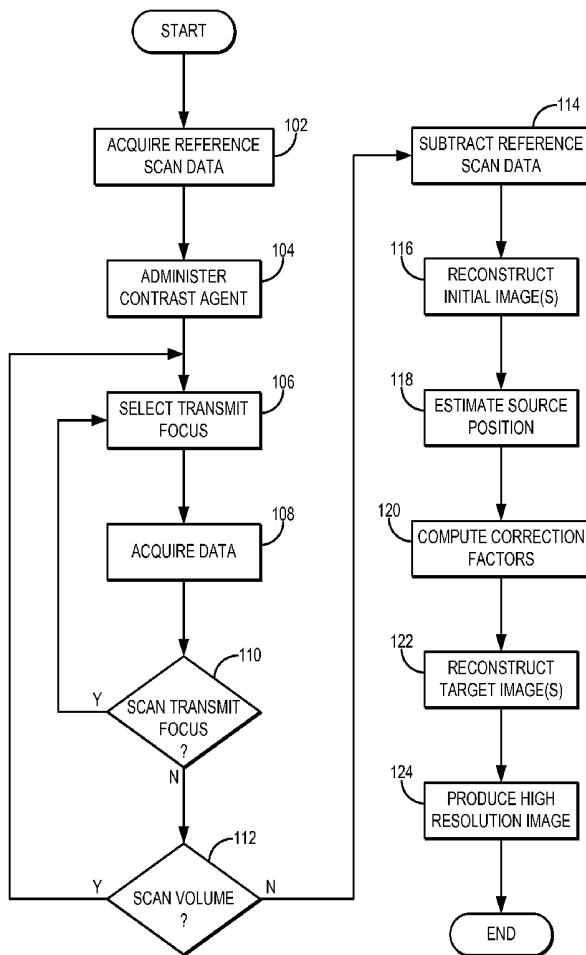 START
102
ACQUIRE REFERENCE
SCAN DATA
104
ADMINISTER
CONTRAST AGENT
106
SELECT TRANSMIT
FOCUS
108
ACQUIRE DATA
110
SCAN TRANSMIT
FOCUS
?
Y
N
112
SCAN VOLUME
?
Y
N
114
SUBTRACT REFERENCE
SCAN DATA
116
RECONSTRUCT
INITIAL IMAGE(S)
118
ESTIMATE SOURCE
POSITION
120
COMPUTE CORRECTION
FACTORS
122
RECONSTRUCT
TARGET IMAGE(S)
124
PRODUCE HIGH
RESOLUTION IMAGE
END